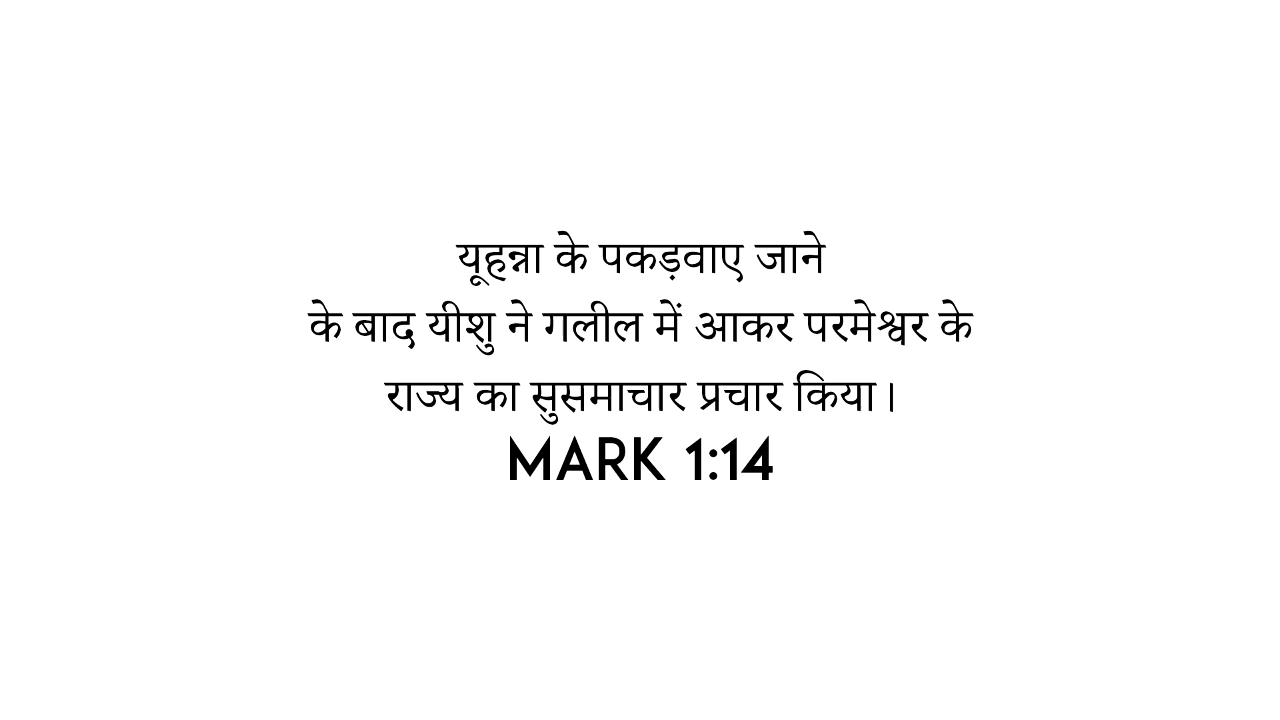 यूहन्ना के पकड़वाए जाने
के बाद यीशु ने गलील में आकर परमेश्वर के
राज्य का सुसमाचार प्रचार किया।
MARK 1:14